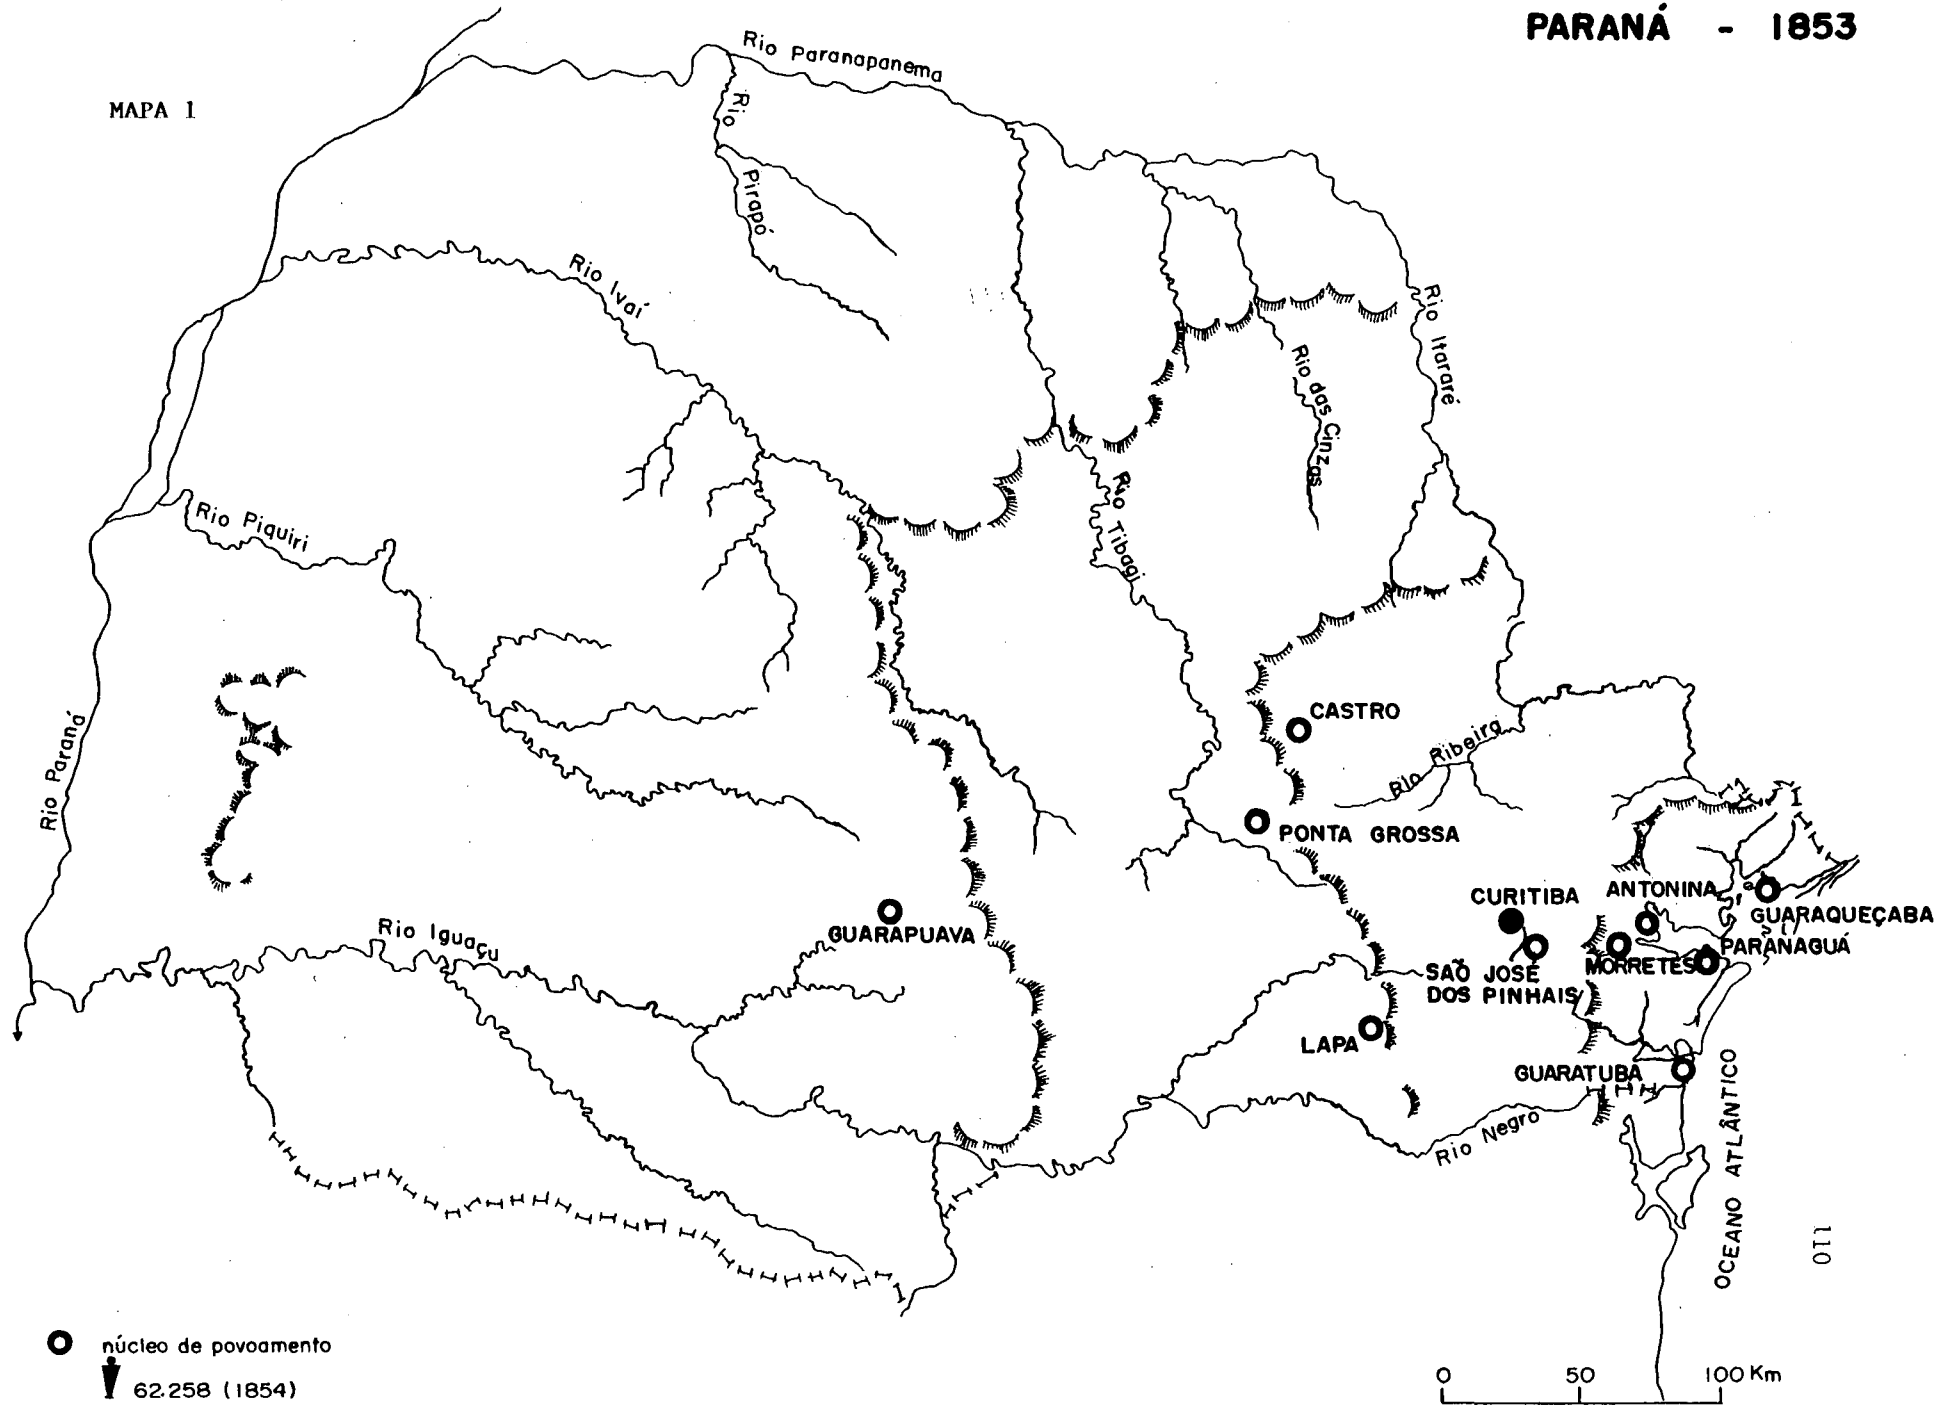 PARANÁ - 1853
MAPA 1
Rio Paranapanema
Rio Pirapó
Rio Ivaí
Rio Itararé
Rio das Cinzas
Rio Tibagi
Rio Piquiri
Rio Paraná
CASTRO
Rio Ribeira
PONTA GROSSA
CURITIBA
ANTONINA
GUARAQUEÇABA
GUARAPUAVA
Rio Iguaçu
PARANAGUÁ
MORRETES
SAÕ JOSÉ
DOS PINHAIS
LAPA
GUARATUBA
Rio Negro
OCEANO ATLÂNTICO
110
núcleo de povoamento
62.258 (1854)
0 50 100 Km